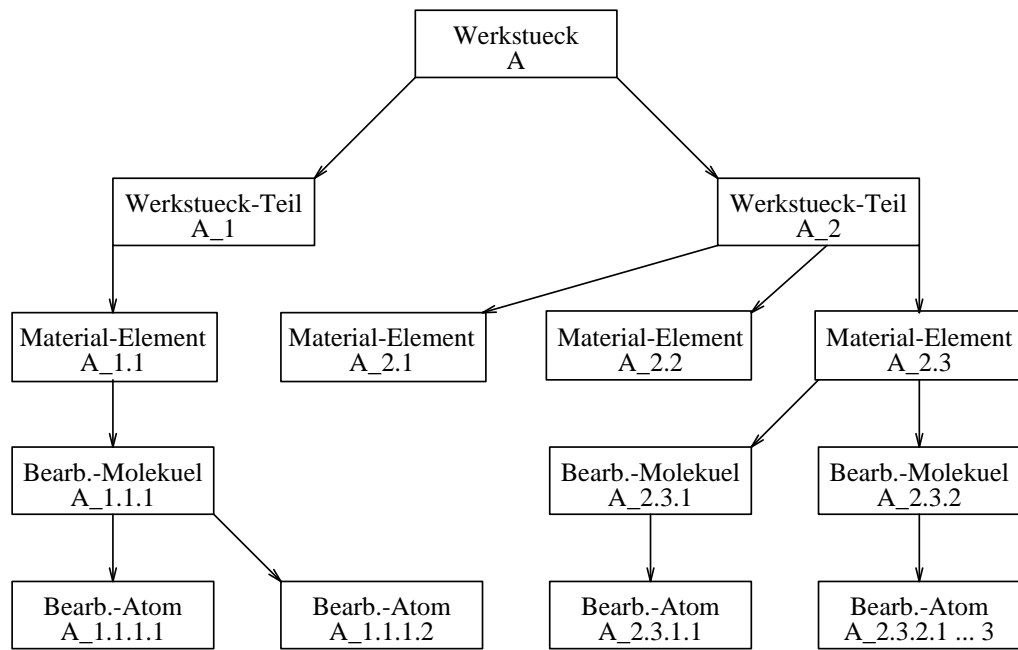 Werkstueck
A
Werkstueck-Teil
A_1
Werkstueck-Teil
A_2
Material-Element
A_1.1
Material-Element
A_2.1
Material-Element
A_2.2
Material-Element
A_2.3
Bearb.-Molekuel
A_1.1.1
Bearb.-Molekuel
A_2.3.1
Bearb.-Molekuel
A_2.3.2
Bearb.-Atom
A_1.1.1.1
Bearb.-Atom
A_1.1.1.2
Bearb.-Atom
A_2.3.1.1
Bearb.-Atom
A_2.3.2.1 ... 3